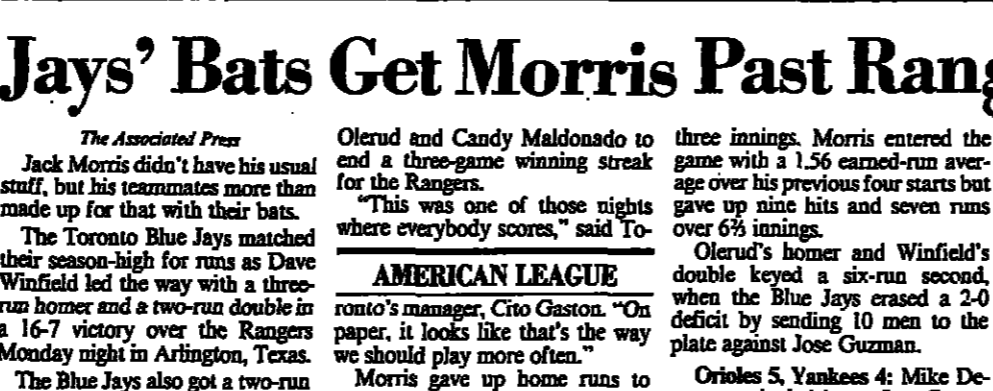 Jays' Bats Get Morris Past Rang
The Associated Press
Jack Morris didn't have his usual
stuff, but his teammates more than
made up for that with their bats.
The Toronto Blue Jays matched
their season-high for runs as Dave
Winfield led the way with a three-
run homer and a two-run double in
a 16-7 victory over the Rangers
Monday night in Arlington, Texas.
The Blue Jays also got a two-run
Olerud and Candy Maldonado to
end a three-game winning streak
for the Rangers.
"This was one of those nights
where everybody scores," said To-
AMERICAN LEAGUE
ronto's manager, Cito Gaston. "On
paper, it looks like that's the way
we should play more often."
Morris gave up home runs to
three innings. Morris entered the
game with a 1.56 earned-run aver-
age over his previous four starts but
gave up nine hits and seven runs
over 6⅔ innings.
Olerud's homer and Winfield's
double keyed a six-run second,
when the Blue Jays erased a 2-0
deficit by sending 10 men to the
plate against Jose Guzman.
Orioles 5, Yankees 4: Mike De-